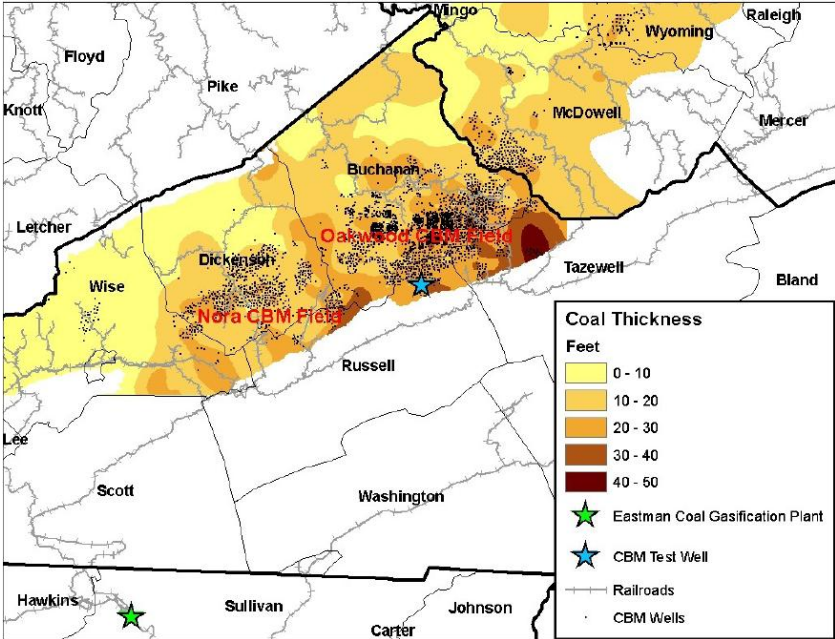 Mingo
Raleigh
Wyoming
Floyd
Pike
Knott
McDowell
Mercer
Buchanan
Letcher
Oakwood CBM Field
Dickenson
Tazewell
Wise
Bland
Nora CBM Field
Russell
Lee
Scott
Washington
Hawkins
Sullivan
Johnson
Carter
Coal Thickness
Feet
0 - 10
10 - 20
20 - 30
30 - 40
40 - 50
Eastman Coal Gasification Plant
CBM Test Well
Railroads
CBM Wells